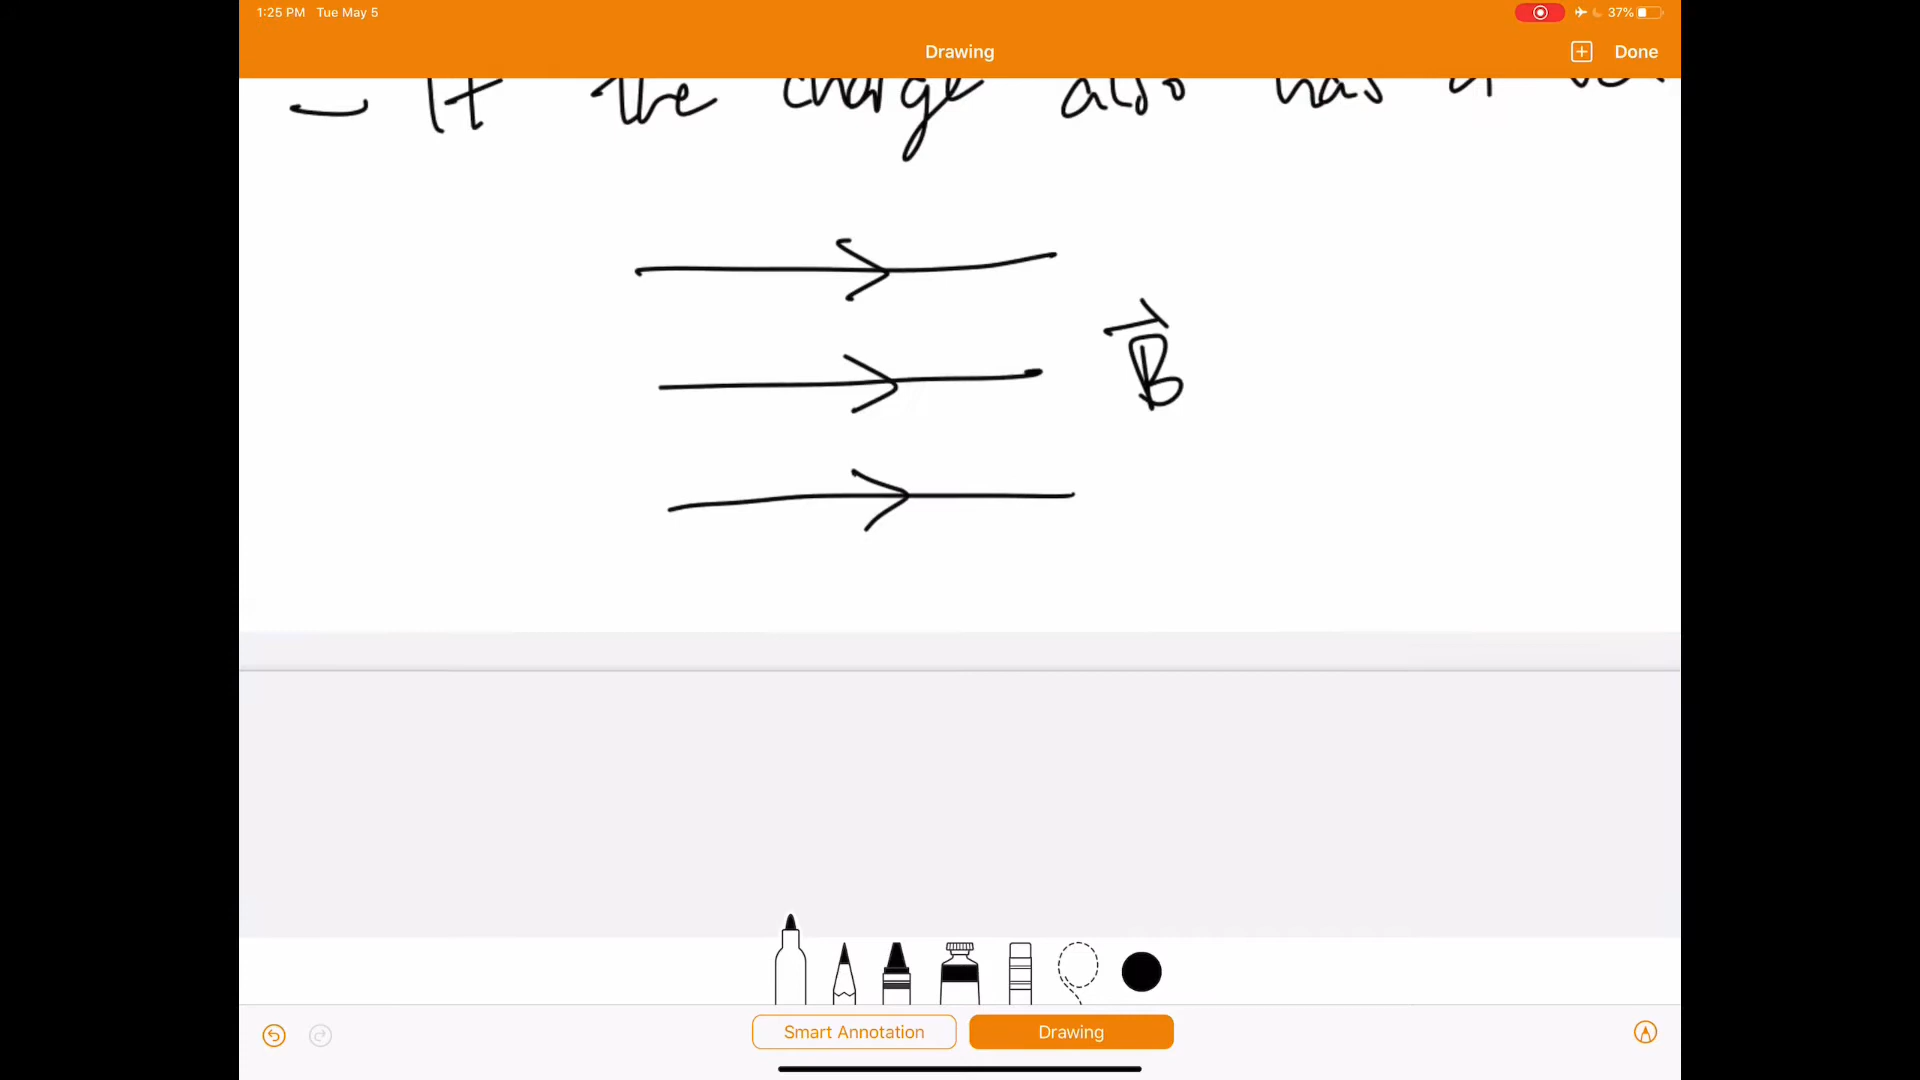 1:25 PM Tue May 5
37%
Drawing
Done
- If the charge also has a
B
Smart Annotation
Drawing